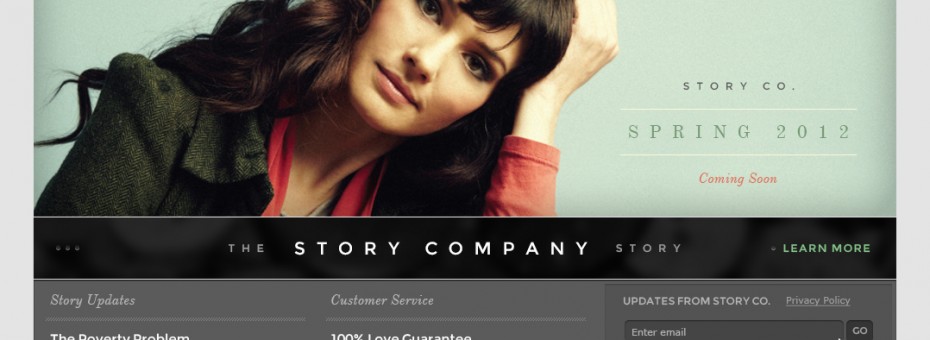 STORY CO.
SPRING 2012
Coming Soon
THE STORY COMPANY STORY
LEARN MORE
Story Updates
Customer Service
UPDATES FROM STORY CO. Privacy Policy
The Poverty Problem
100% Love Guarantee
Enter email
GO